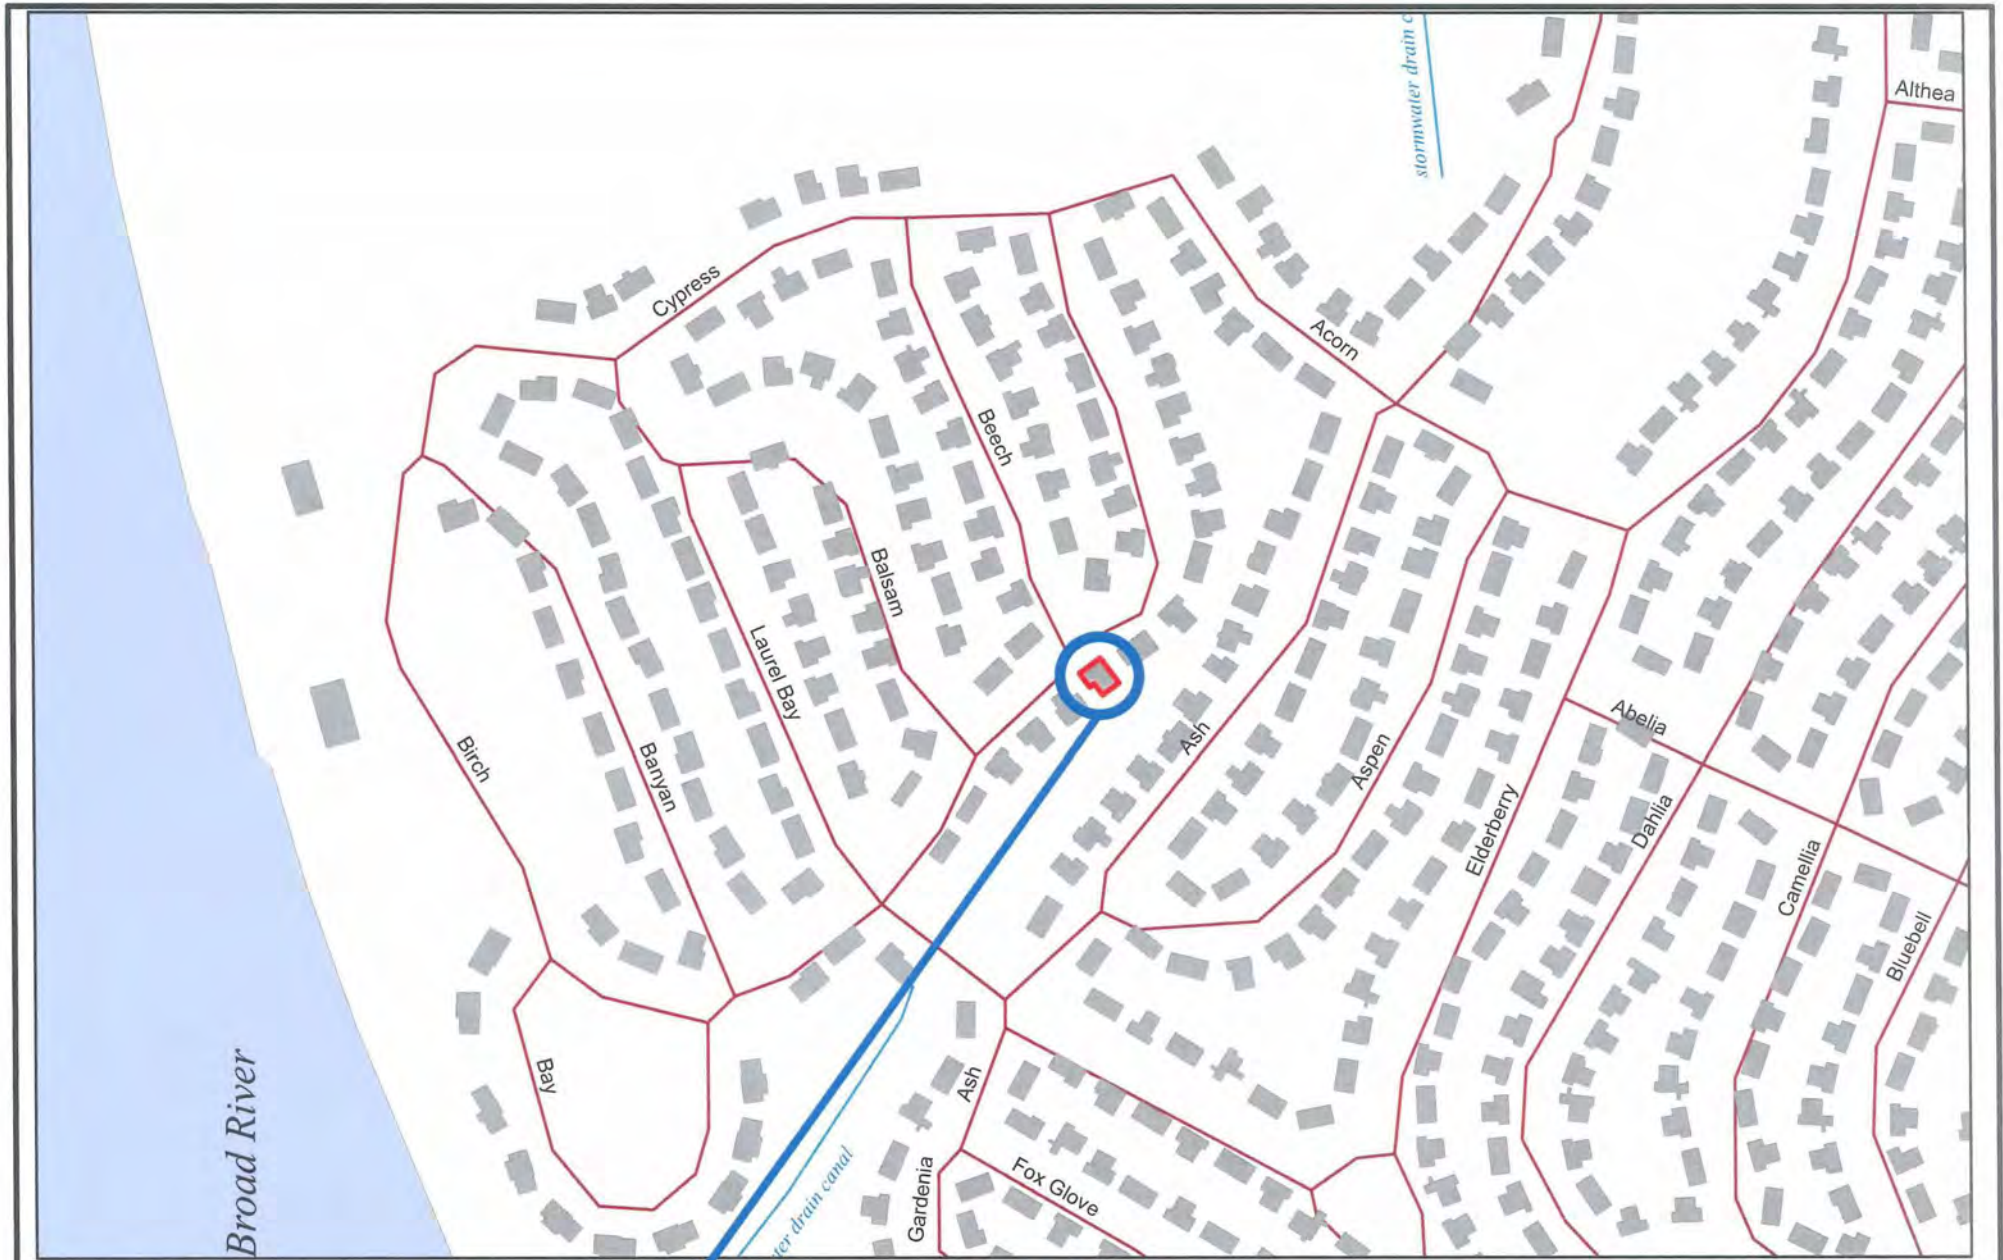 stormwater drain c
Althea
Cypress
Acorn
Beech
Balsam
Laurel Bay
Abelia
Ash
Birch
Banyan
Aspen
Elderberry
Dahlia
Camellia
Bluebell
Bay
Ash
Broad River
ter drain canal
Gardenia
Fox Glove